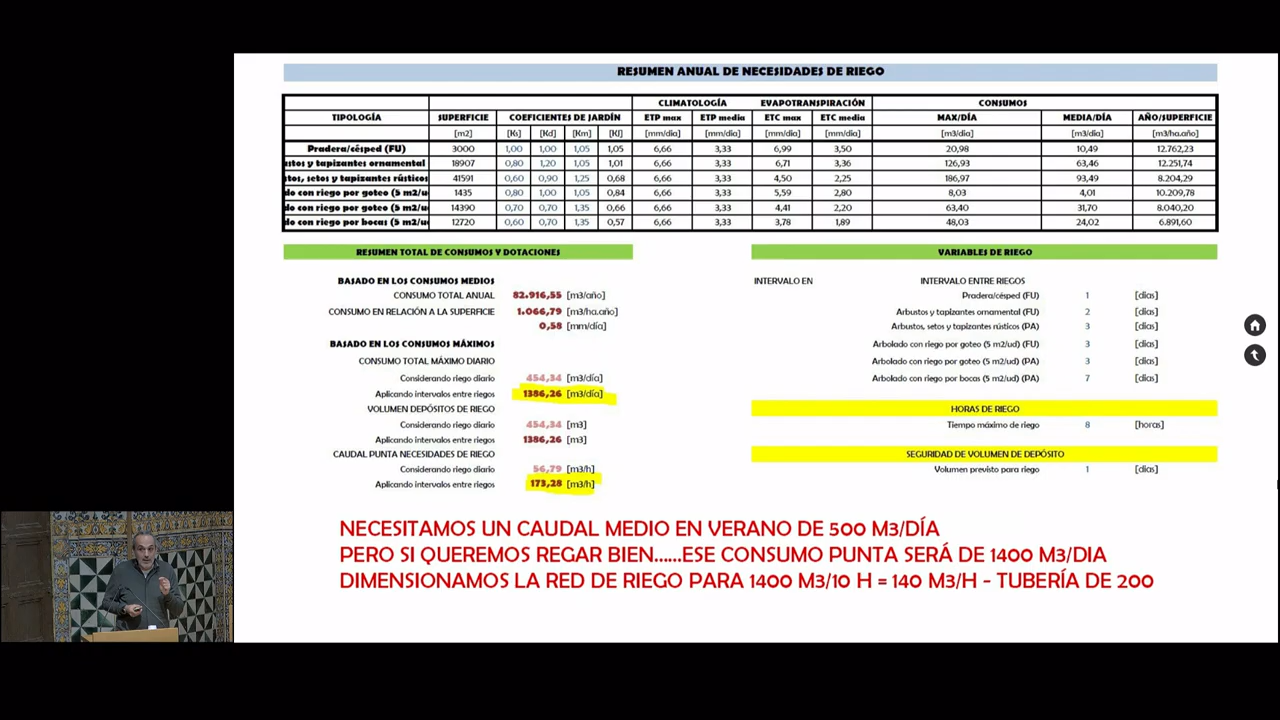 RESUMEN ANUAL DE NECESIDADES DE RIEGO
CLIMATOLOGÍA EVAPOTRANSPIRACIÓN CONSUMOS
TIPOLOGÍA SUPERFICIE COEFICIENTES DE JARDÍN ETP max ETP media ETC max ETC media MAX/DÍA MEDIA/DÍA AÑO/SUPERFICIE
[m2] [Ks] [Kd] [Km] [KJ] [mm/dia] [mm/dia] [mm/dia] [mm/dia] [m3/dia] [m3/dia] [m3/ha.año]
Pradera/césped (FU) 3000 1,00 1,00 1,05 1,05 6,66 3,33 6,99 3,50 20,98 10,49 12.762,23
ustos y tapizantes ornamental 18907 0,80 1,20 1,05 1,01 6,66 3,33 6,71 3,36 126,93 63,46 12.251,74
tos, setos y tapizantes rústicos 41591 0,60 0,90 1,25 0,68 6,66 3,33 4,50 2,25 186,97 93,49 8.204,29
do con riego por goteo (5 m2/ud 1435 0,80 1,00 1,05 0,84 6,66 3,33 5,59 2,80 8,03 4,01 10.209,78
do con riego por goteo (5 m2/ud 14390 0,70 0,70 1,35 0,66 6,66 3,33 4,41 2,20 63,40 31,70 8.040,20
do con riego por bocas (5 m2/ud 12720 0,60 0,70 1,35 0,57 6,66 3,33 3,78 1,89 48,03 24,02 6.891,60
RESUMEN TOTAL DE CONSUMOS Y DOTACIONES
BASADO EN LOS CONSUMOS MEDIOS
CONSUMO TOTAL ANUAL 82.916,55 [m3/año]
CONSUMO EN RELACIÓN A LA SUPERFICIE 1.066,79 [m3/ha.año]
0,58 [mm/día]
BASADO EN LOS CONSUMOS MÁXIMOS
CONSUMO TOTAL MÁXIMO DIARIO
Considerando riego diario 454,34 [m3/día]
Aplicando intervalos entre riegos 1386,26 [m3/día]
VOLUMEN DEPÓSITOS DE RIEGO
Considerando riego diario 454,34 [m3]
Aplicando intervalos entre riegos 1386,26 [m3]
CAUDAL PUNTA NECESIDADES DE RIEGO
Considerando riego diario 56,79 [m3/h]
Aplicando intervalos entre riegos 173,28 [m3/h]
VARIABLES DE RIEGO
INTERVALO EN INTERVALO ENTRE RIEGOS
Pradera/césped (FU) 1 [días]
Arbustos y tapizantes ornamental (FU) 2 [días]
Arbustos, setos y tapizantes rústicos (PA) 3 [días]
Arbolado con riego por goteo (5 m2/ud) (FU) 3 [días]
Arbolado con riego por goteo (5 m2/ud) (PA) 3 [días]
Arbolado con riego por bocas (5 m2/ud) (PA) 7 [días]
HORAS DE RIEGO
Tiempo máximo de riego 8 [horas]
SEGURIDAD DE VOLUMEN DE DEPÓSITO
Volumen previsto para riego 1 [días]
NECESITAMOS UN CAUDAL MEDIO EN VERANO DE 500 M3/DÍA
PERO SI QUEREMOS REGAR BIEN......ESE CONSUMO PUNTA SERÁ DE 1400 M3/DIA
DIMENSIONAMOS LA RED DE RIEGO PARA 1400 M3/10 H = 140 M3/H - TUBERÍA DE 200